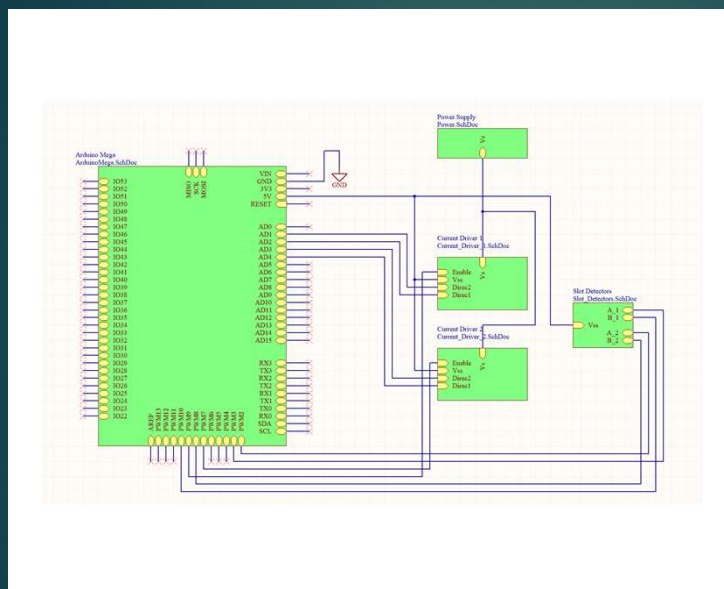 Power Supply
Power.SchDoc
Vs
Arduino Mega
ArduinoMega.SchDoc
MISO
SCK
MOSI
VIN
GND
3V3
5V
RESET
GND
IO53
IO52
IO51
IO50
IO49
IO48
IO47
IO46
IO45
IO44
IO43
IO42
IO41
IO40
IO39
IO38
IO37
IO36
IO35
IO34
IO33
IO32
IO31
IO30
IO29
IO28
IO27
IO26
IO25
IO24
IO23
IO22
AD0
AD1
AD2
AD3
AD4
AD5
AD6
AD7
AD8
AD9
AD10
AD11
AD12
AD13
AD14
AD15
RX3
TX3
RX2
TX2
RX1
TX1
TX0
RX0
SDA
SCL
AREF
PWM13
PWM12
PWM11
PWM10
PWM9
PWM8
PWM7
PWM6
PWM5
PWM4
PWM3
PWM2
Current Driver 1
Current_Driver_1.SchDoc
Enable
Vss
Direc2
Direc1
Vs
Current Driver 2
Current_Driver_2.SchDoc
Enable
Vss
Direc2
Direc1
Vs
Slot Detectors
Slot_Detectors.SchDoc
Vss
A_1
B_1
A_2
B_2